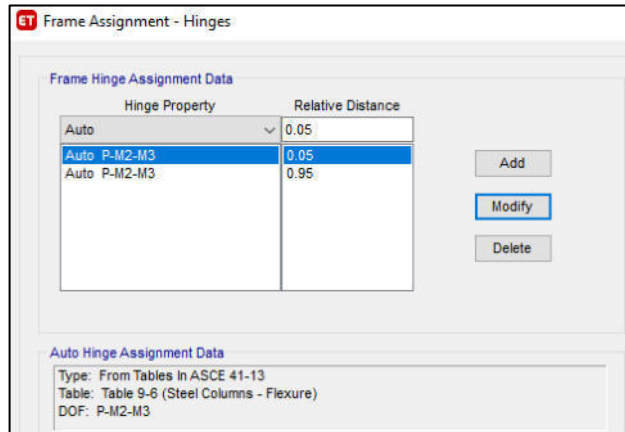 ET Frame Assignment - Hinges
Frame Hinge Assignment Data
Hinge Property Relative Distance
Auto 0.05
Auto P-M2-M3 0.05
Auto P-M2-M3 0.95
Add
Modify
Delete
Auto Hinge Assignment Data
Type: From Tables In ASCE 41-13
Table: Table 9-6 (Steel Columns - Flexure)
DOF: P-M2-M3